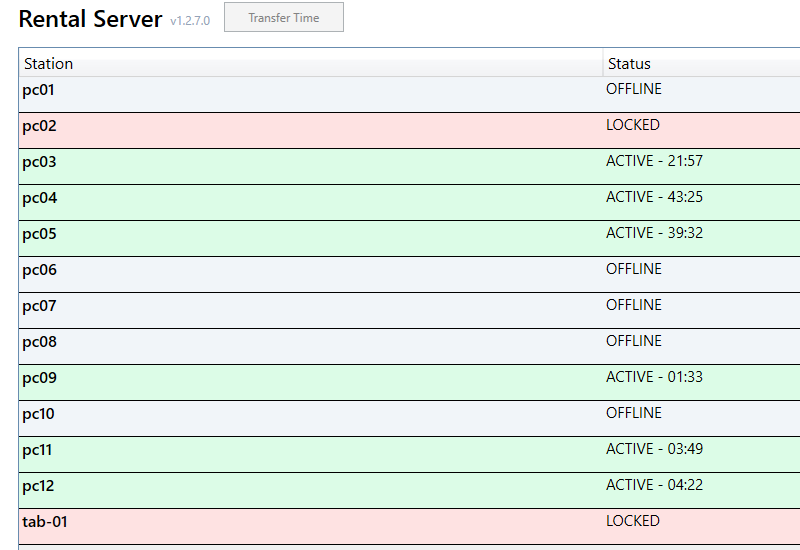 Rental Server v1.2.7.0 Transfer Time
Station Status
pc01 OFFLINE
pc02 LOCKED
pc03 ACTIVE - 21:57
pc04 ACTIVE - 43:25
pc05 ACTIVE - 39:32
pc06 OFFLINE
pc07 OFFLINE
pc08 OFFLINE
pc09 ACTIVE - 01:33
pc10 OFFLINE
pc11 ACTIVE - 03:49
pc12 ACTIVE - 04:22
tab-01 LOCKED